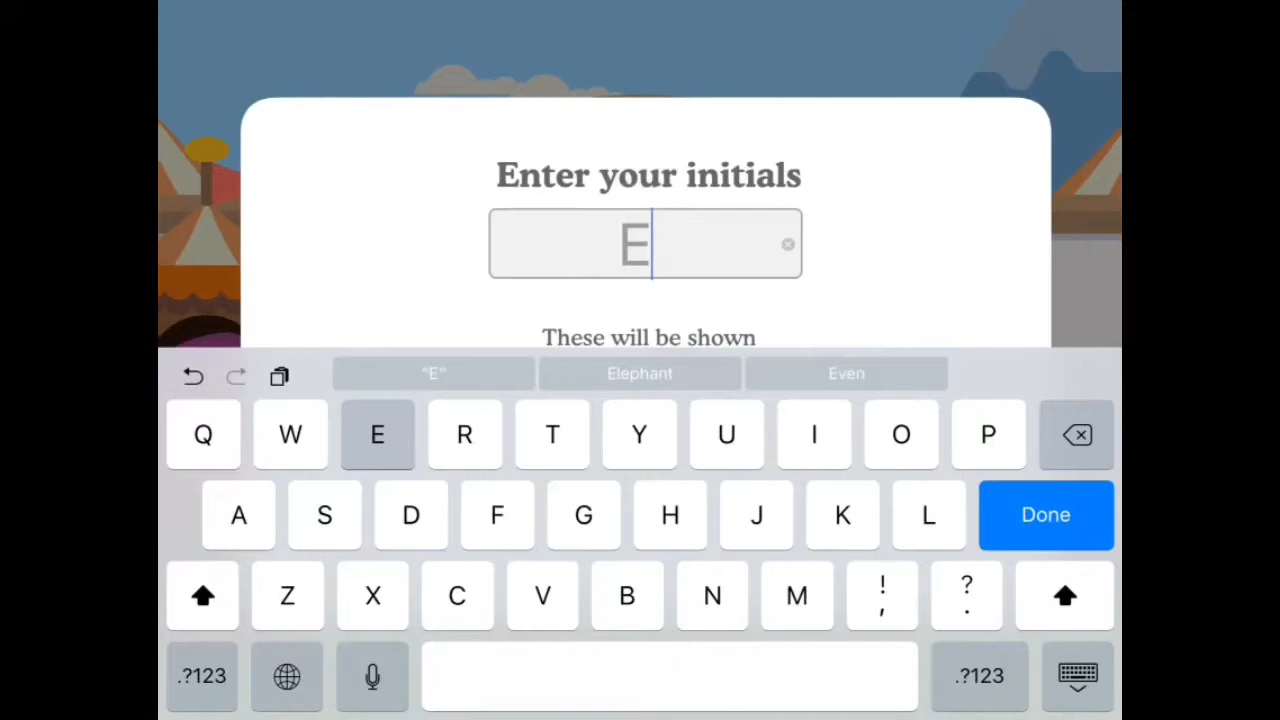 Enter your initials
E
These will be shown
“E” Elephant Even
Q W E R T Y U I O P
A S D F G H J K L Done
Z X C V B N M ! , ? .
.?123 .?123